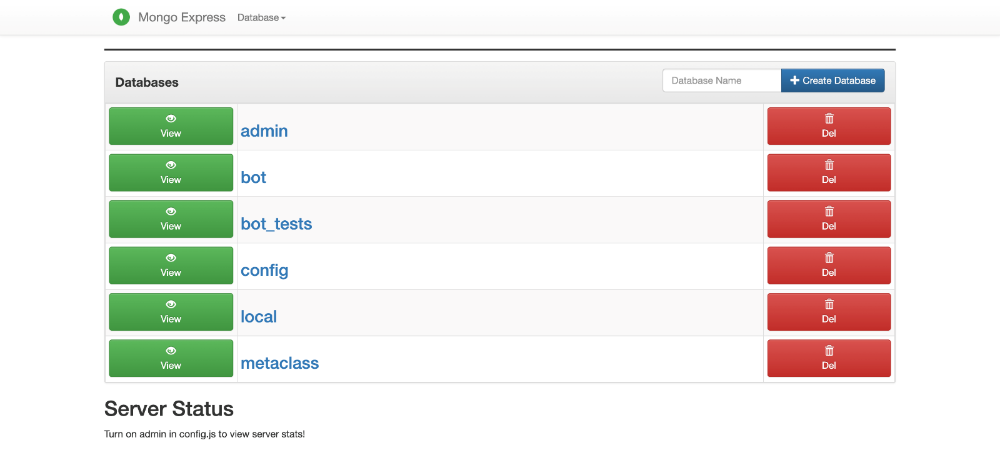 Mongo Express Database
Databases
Database Name Create Database
View admin Del
View bot Del
View bot_tests Del
View config Del
View local Del
View metaclass Del
Server Status
Turn on admin in config.js to view server stats!